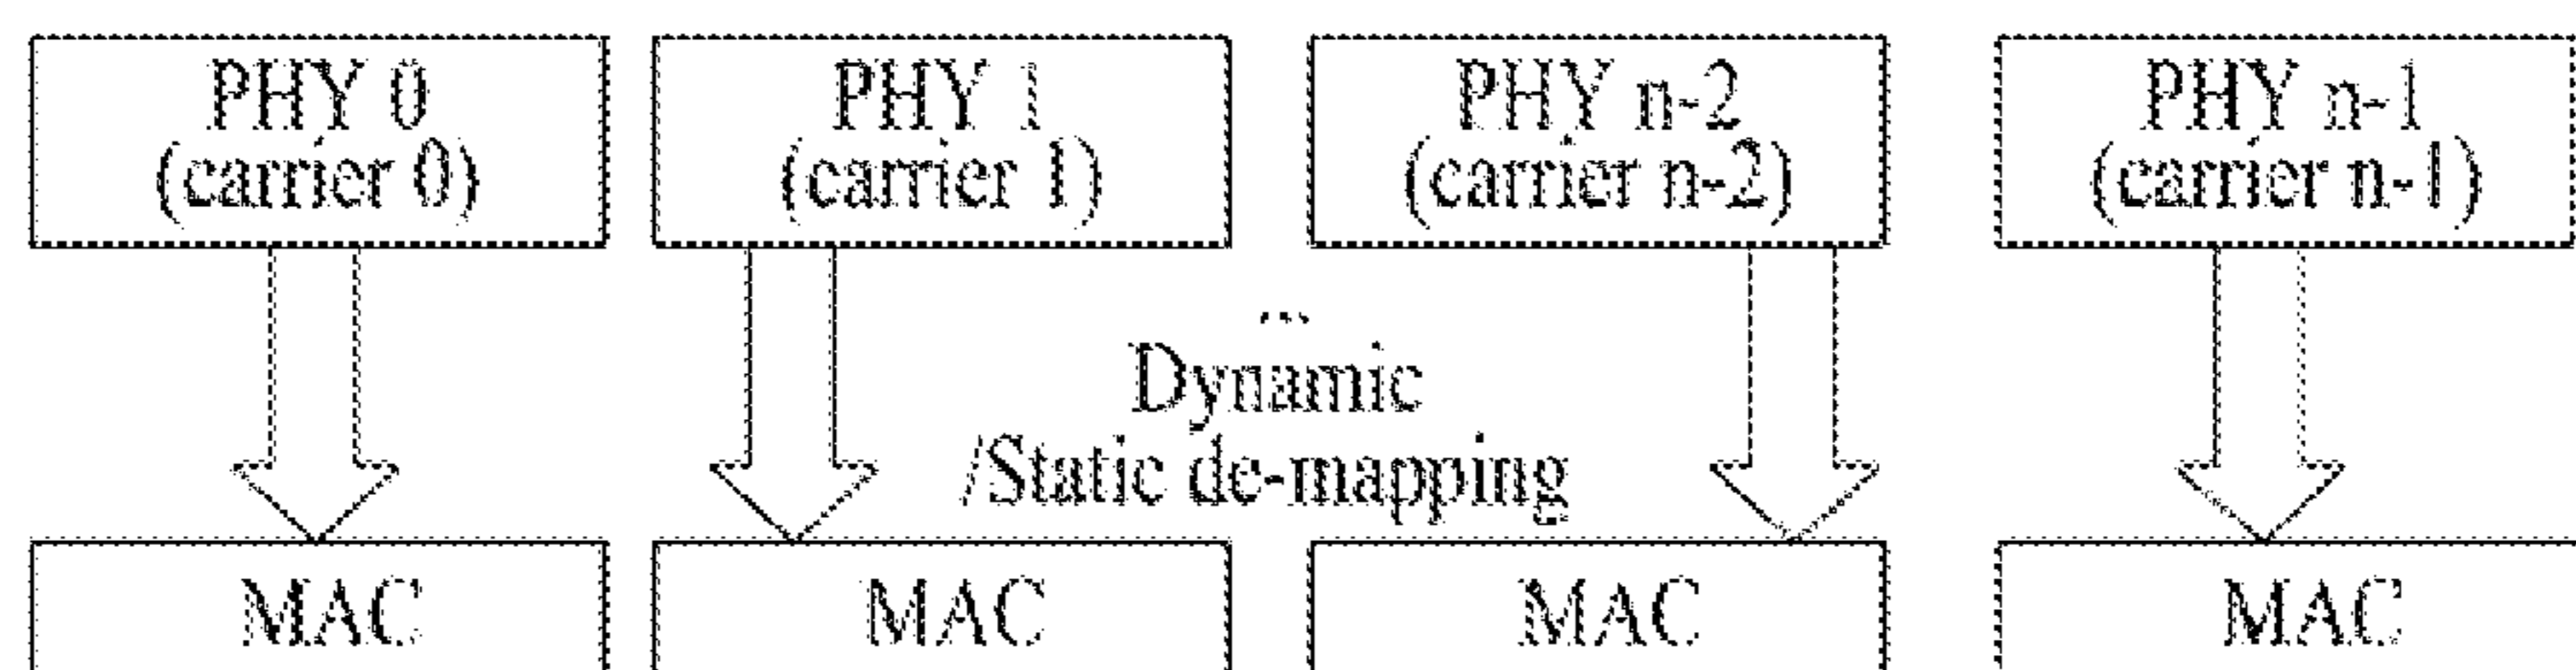 PHY 0
(carrier 0)
PHY 1
(carrier 1)
PHY n-2
(carrier n-2)
PHY n-1
(carrier n-1)
...
Dynamic
/Static de-mapping
MAC
MAC
MAC
MAC